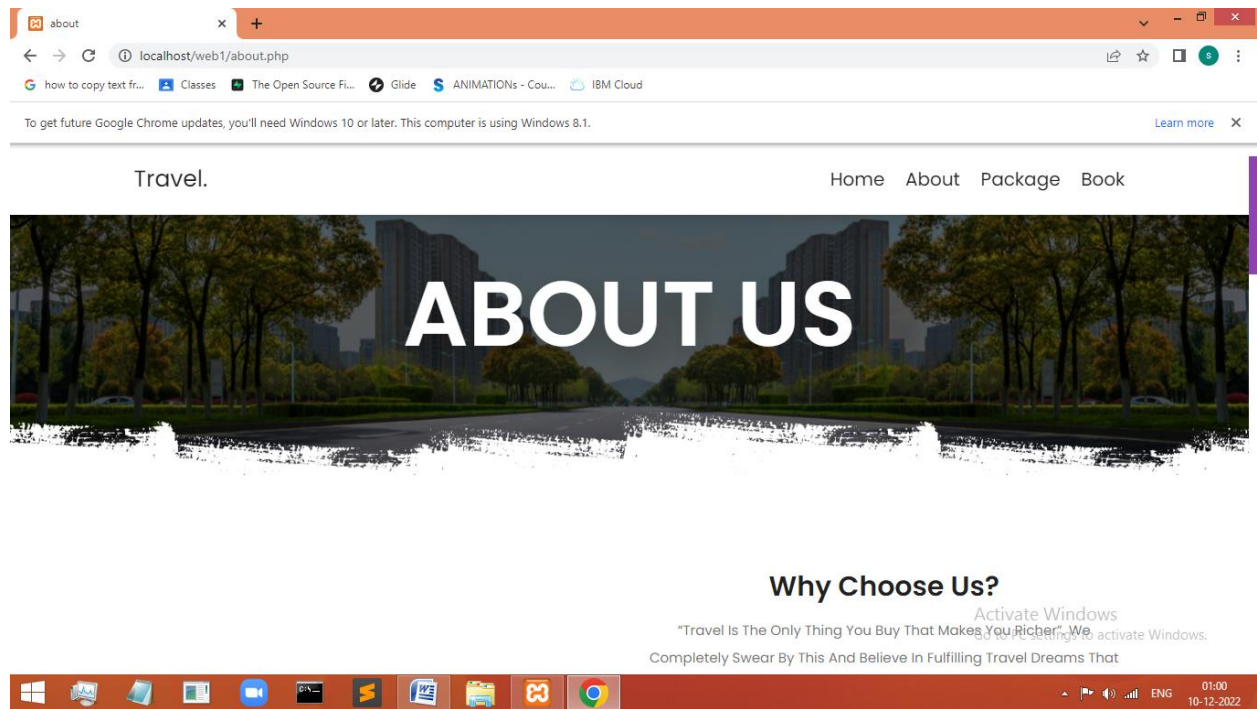 about
localhost/web1/about.php
how to copy text fr... Classes The Open Source Fi... Glide ANIMATIONs - Cou... IBM Cloud
To get future Google Chrome updates, you'll need Windows 10 or later. This computer is using Windows 8.1. Learn more
Travel. Home About Package Book
ABOUT US
Why Choose Us?
Activate Windows
“Travel Is The Only Thing You Buy That Makes You Richer”. We
Go to PC settings to activate Windows.
Completely Swear By This And Believe In Fulfilling Travel Dreams That
ENG 01:00
10-12-2022